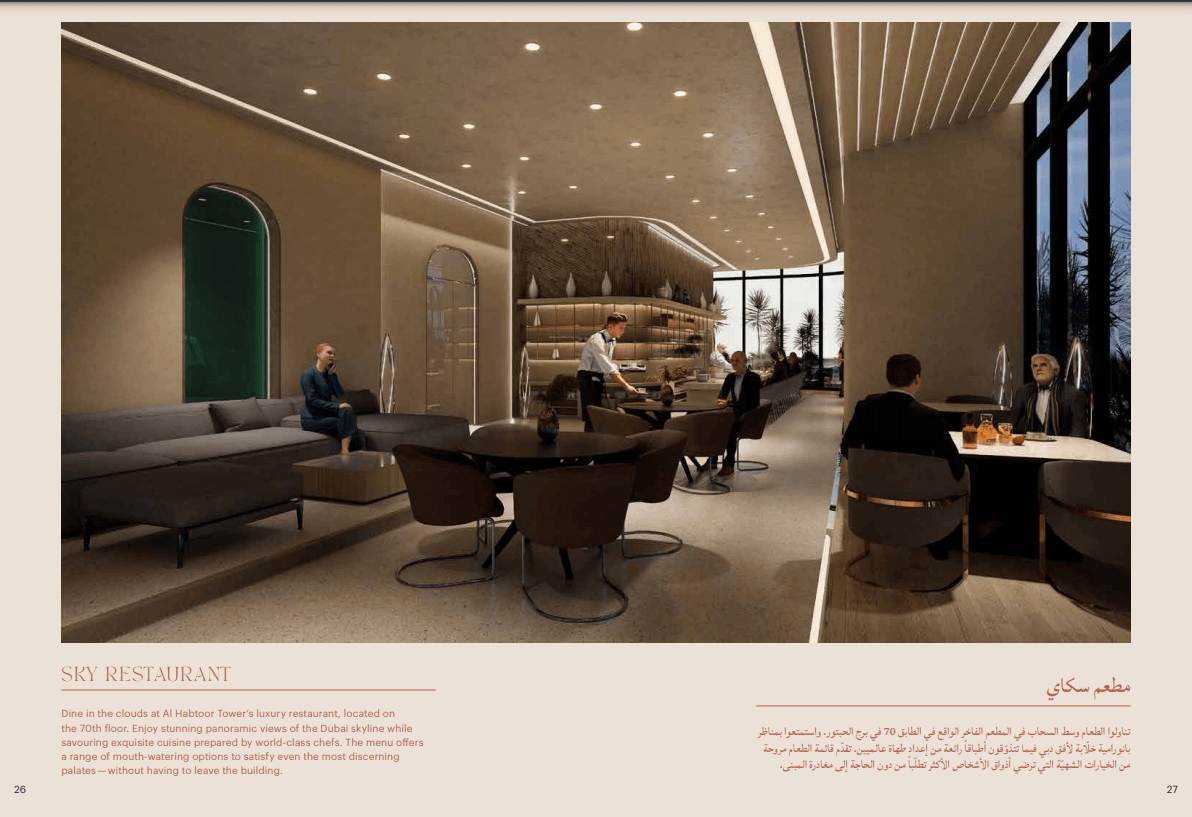 SKY RESTAURANT
Dine in the clouds at Al Habtoor Tower's luxury restaurant, located on
the 70th floor. Enjoy stunning panoramic views of the Dubai skyline while
savouring exquisite cuisine prepared by world-class chefs. The menu offers
a range of mouth-watering options to satisfy even the most discerning
palates — without having to leave the building.
26
مطعم سكاي
تناولوا الطعام وسط السحاب في المطعم الفاخر الواقع في الطابق 70 في برج الحبتور، واستمتعوا بمناظر
بانورامية خلّابة لأفق دبي فيما تتذوّقون أطباقاً رائعة من إعداد طهاة عالميين. تقدّم قائمة الطعام مروحة
من الخيارات الشهيّة التي ترضي أذواق الأشخاص الأكثر تطلّباً من دون الحاجة إلى مغادرة المبنى.
27